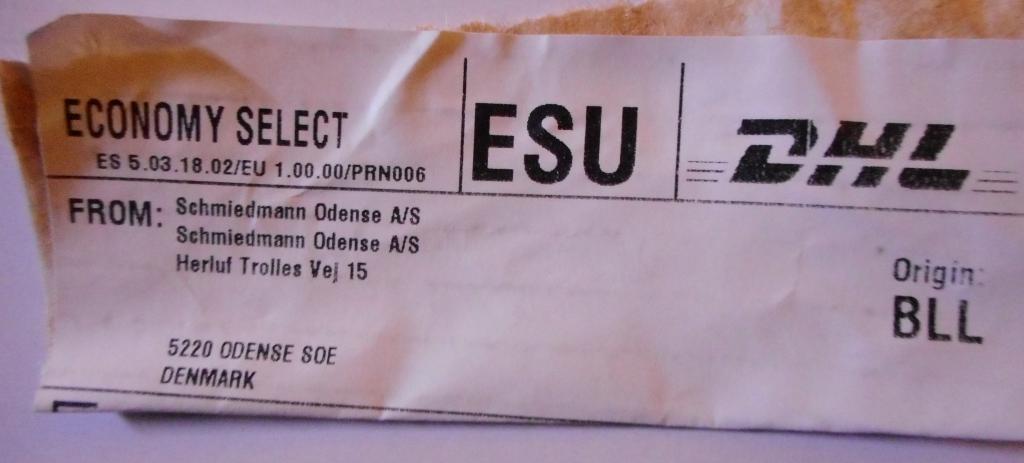 ECONOMY SELECT
ES 5.03.18.02/EU 1.00.00/PRN006
ESU
DHL
FROM: Schmiedmann Odense A/S
Schmiedmann Odense A/S
Herluf Trolles Vej 15
5220 ODENSE SOE
DENMARK
Origin:
BLL